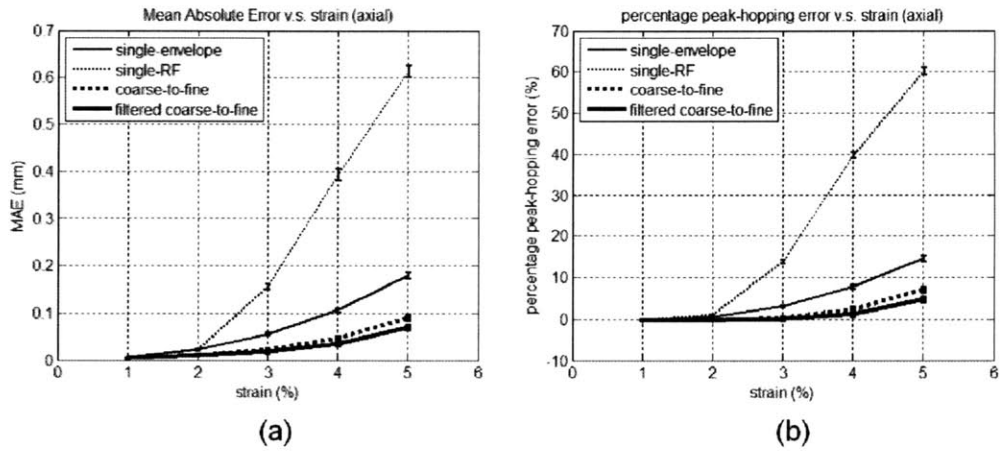 Mean Absolute Error v.s. strain (axial)
0.7
0.6
0.5
0.4
0.3
0.2
0.1
0
MAE (mm)
single-envelope
single-RF
coarse-to-fine
filtered coarse-to-fine
0 1 2 3 4 5 6
strain (%)
(a)
percentage peak-hopping error v.s. strain (axial)
70
60
50
40
30
20
10
0
-10
percentage peak-hopping error (%)
single-envelope
single-RF
coarse-to-fine
filtered coarse-to-fine
0 1 2 3 4 5 6
strain (%)
(b)